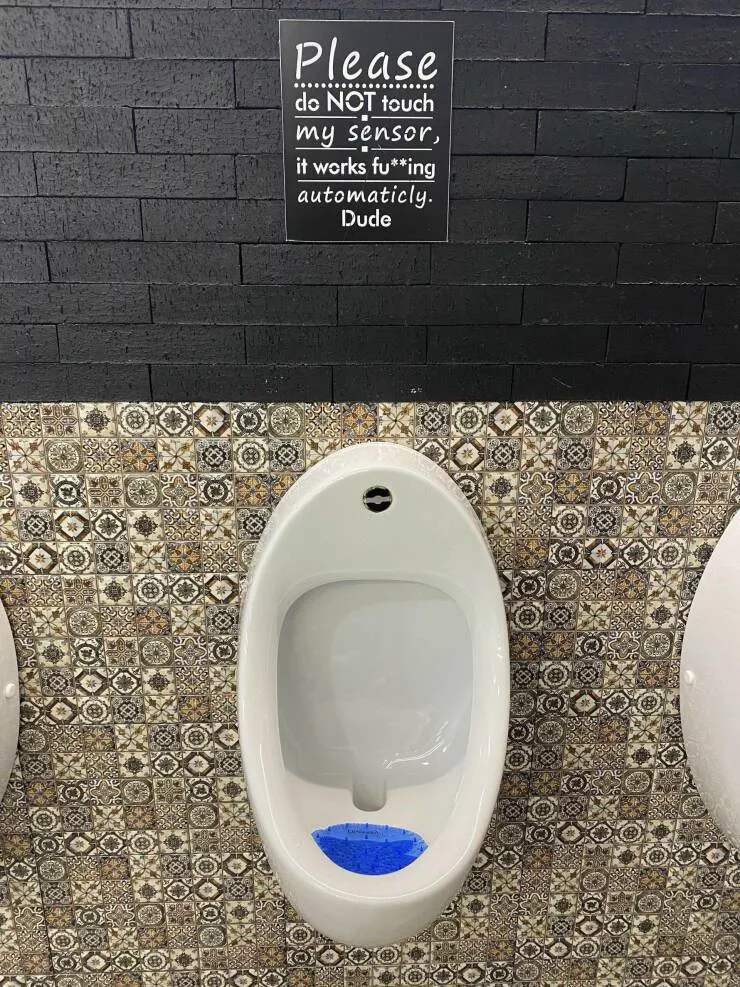 Please
do NOT touch
my sensor,
it works fu**ing
automaticly.
Dude